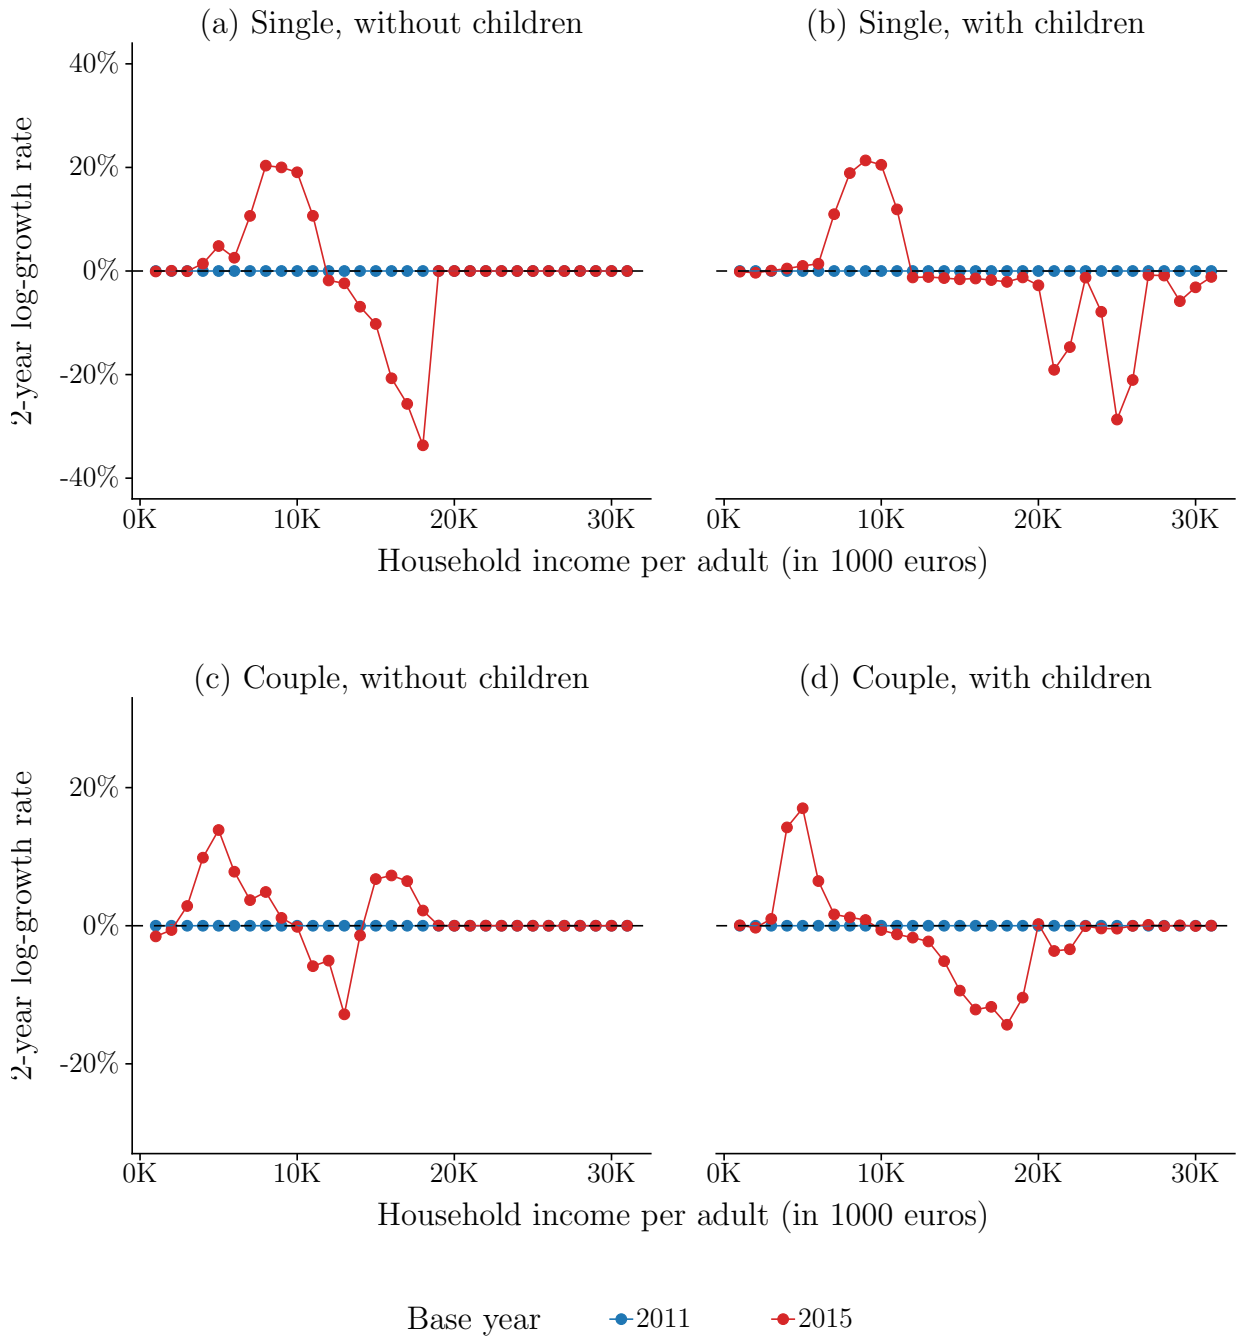 (a) Single, without children
(b) Single, with children
40%
20%
0%
-20%
-40%
2-year log-growth rate
0K 10K 20K 30K
0K 10K 20K 30K
Household income per adult (in 1000 euros)
(c) Couple, without children
(d) Couple, with children
20%
0%
-20%
2-year log-growth rate
0K 10K 20K 30K
0K 10K 20K 30K
Household income per adult (in 1000 euros)
Base year 2011 2015